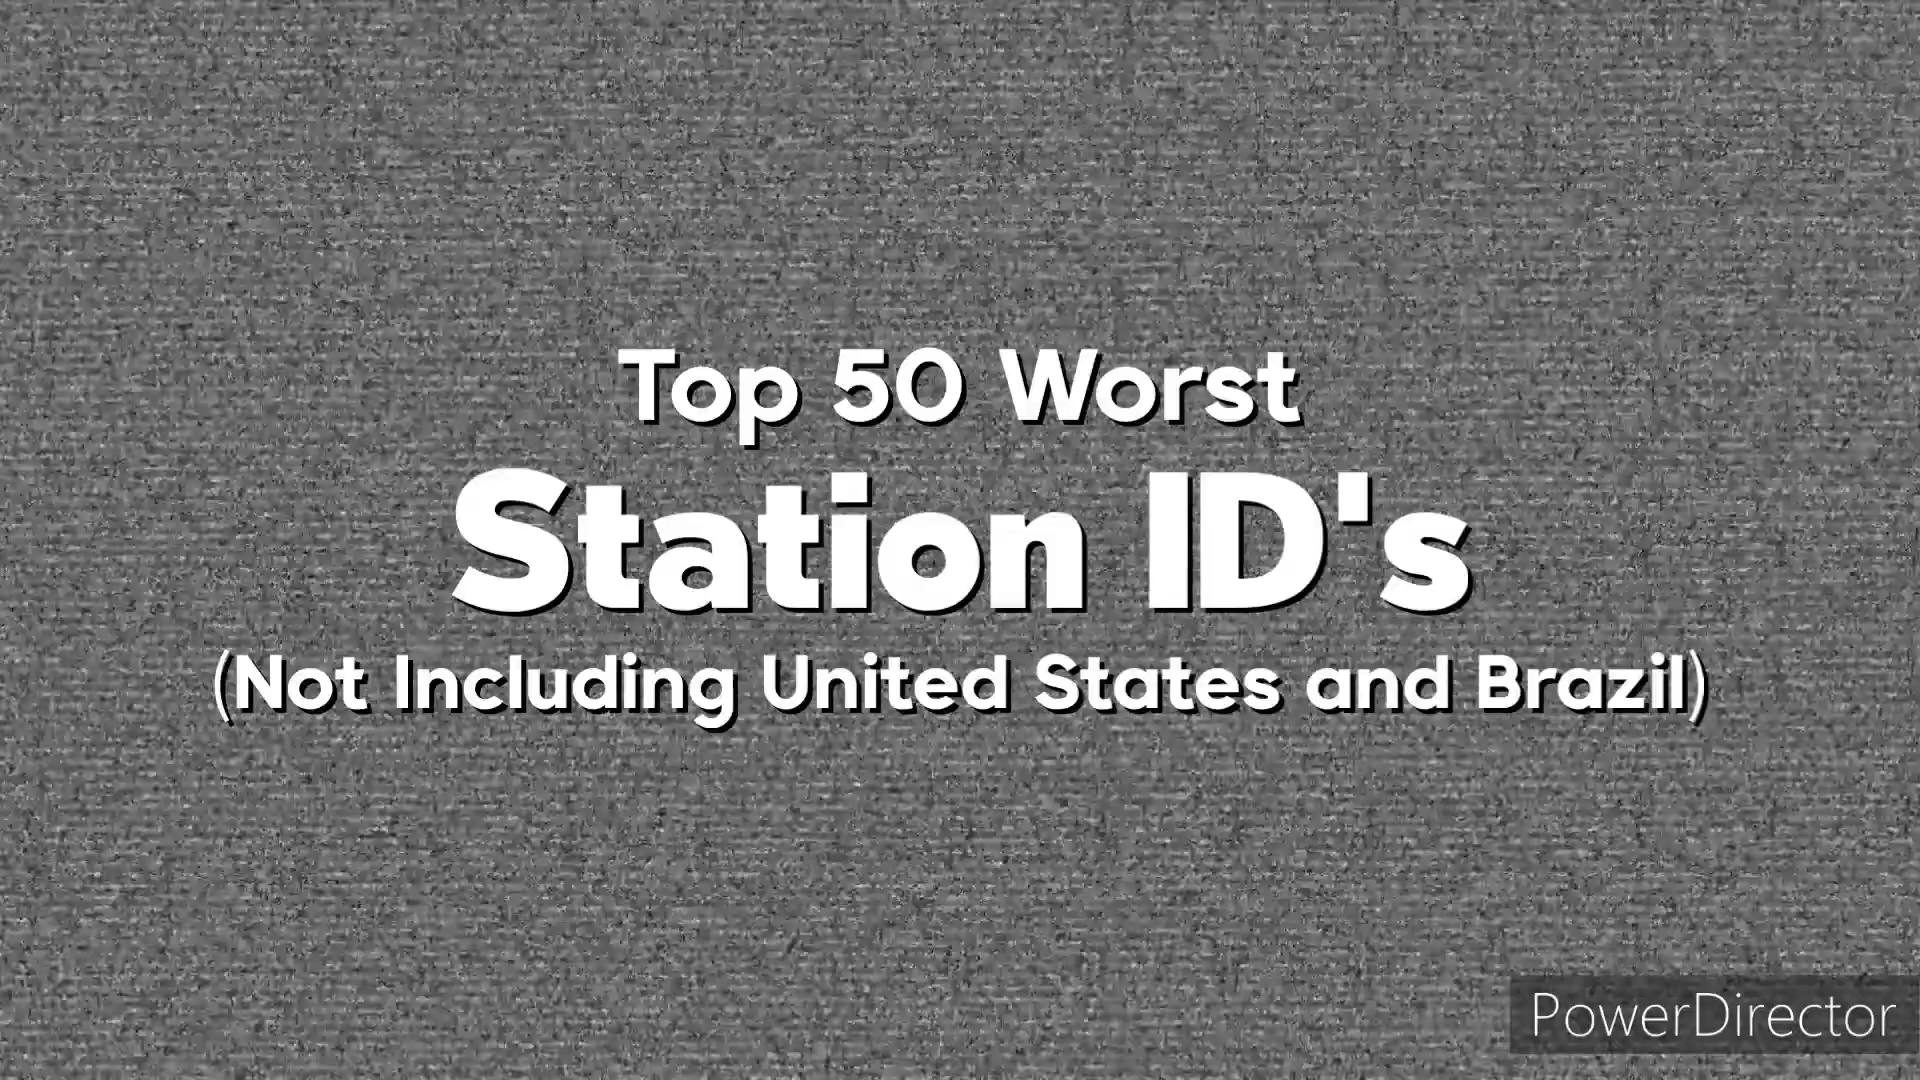 Top 50 Worst
Station ID's
(Not Including United States and Brazil)
PowerDirector